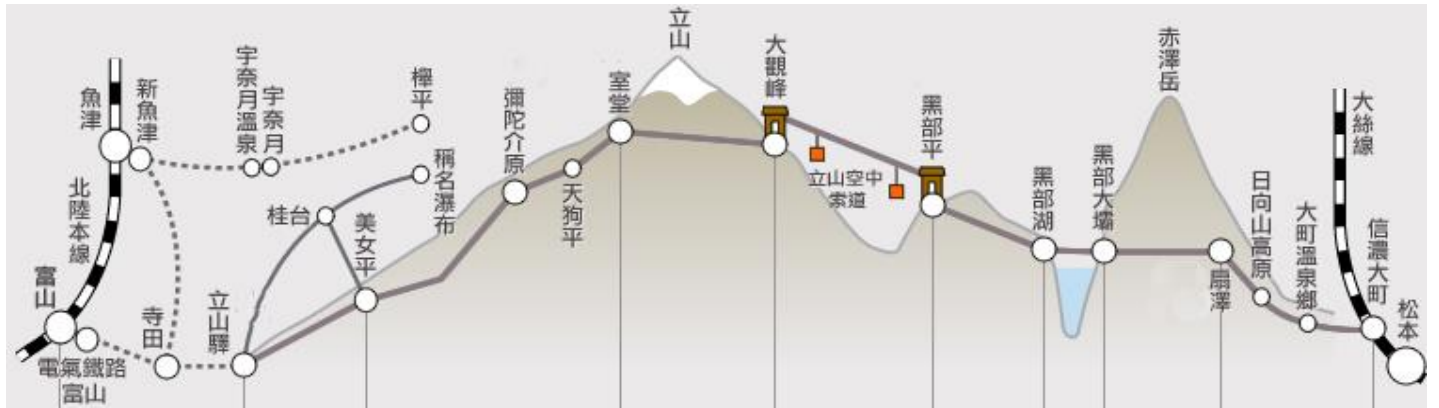 魚津
新魚津
北陸本線
富山
電氣鐵路
富山
寺田
立山驛
宇奈月溫泉
宇奈月
櫸平
稱名瀑布
桂台
美女平
彌陀介原
天狗平
室堂
立山
大觀峰
立山空中
索道
黑部平
黑部湖
黑部大壩
赤澤岳
扇澤
日向山高原
大町溫泉鄉
大絲線
信濃大町
松本